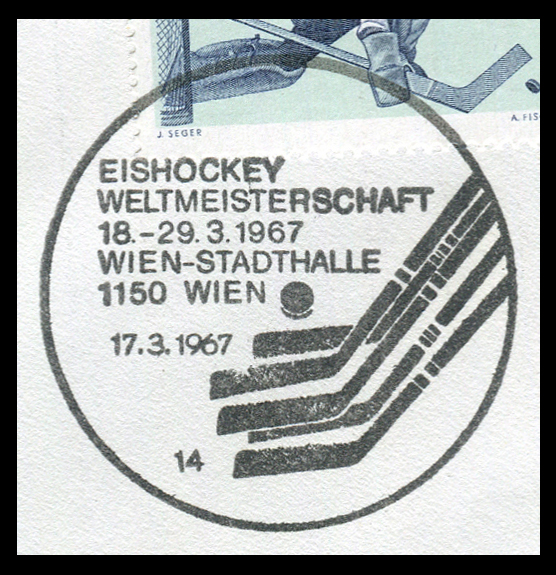 J. SEGER
A. FIS
EISHOCKEY
WELTMEISTERSCHAFT
18.-29.3.1967
WIEN-STADTHALLE
1150 WIEN
17.3.1967
14